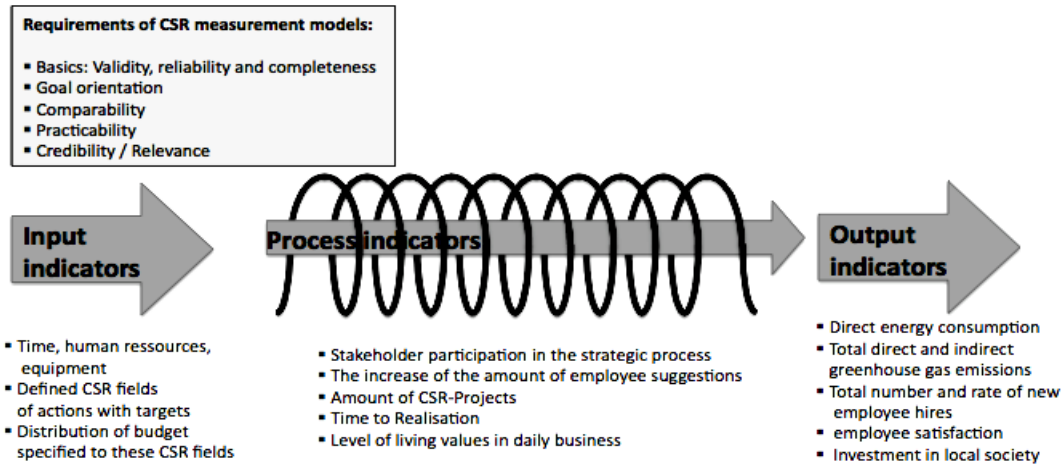 Requirements of CSR measurement models:
▪ Basics: Validity, reliability and completeness
▪ Goal orientation
▪ Comparability
▪ Practicability
▪ Credibility / Relevance
Input
indicators
Process indicators
Output
indicators
▪ Time, human ressources,
equipment
▪ Defined CSR fields
of actions with targets
▪ Distribution of budget
specified to these CSR fields
▪ Stakeholder participation in the strategic process
▪ The increase of the amount of employee suggestions
▪ Amount of CSR-Projects
▪ Time to Realisation
▪ Level of living values in daily business
▪ Direct energy consumption
▪ Total direct and indirect
greenhouse gas emissions
▪ Total number and rate of new
employee hires
▪ employee satisfaction
▪ Investment in local society